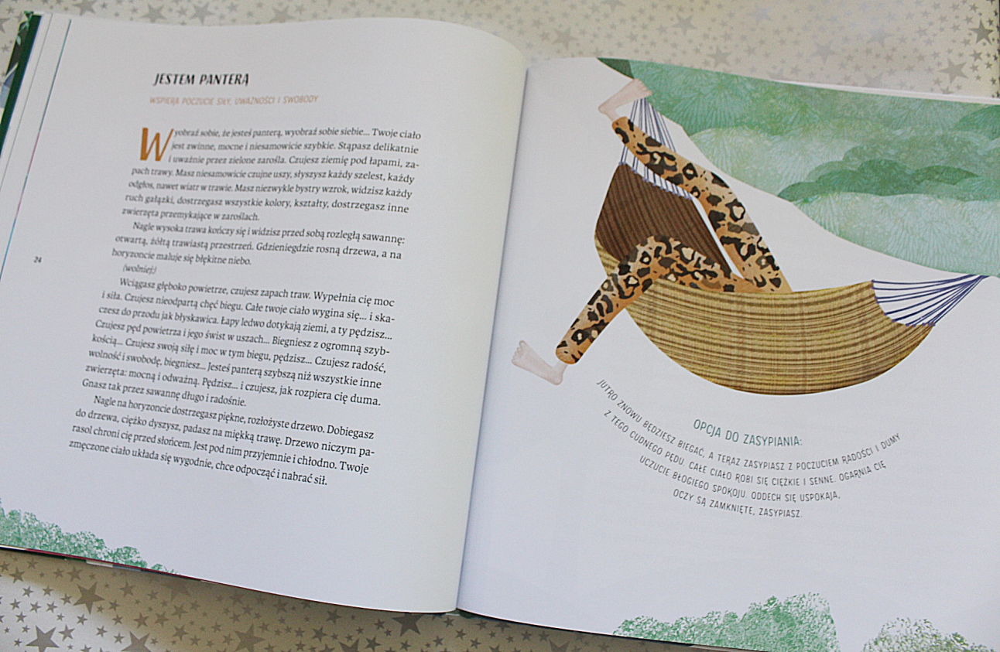 JESTEM PANTERĄ
WSPIERA POCZUCIE SIŁY, UWAŻNOŚCI I SWOBODY
Wyobraź sobie, że jesteś panterą, wyobraź sobie siebie... Twoje ciało
jest zwinne, mocne i niesamowicie szybkie. Stąpasz delikatnie
i uważnie przez zielone zarośla. Czujesz ziemię pod łapami, za-
pach trawy. Masz niesamowicie czujne uszy, słyszysz każdy szelest, każdy
odgłos, nawet wiatr w trawie. Masz niezwykle bystry wzrok, widzisz każdy
ruch gałązki, dostrzegasz wszystkie kolory, kształty, dostrzegasz inne
zwierzęta przemykające w zaroślach.
Nagle wysoka trawa kończy się i widzisz przed sobą rozległą sawannę:
otwartą, żółtą trawiastą przestrzeń. Gdzieniegdzie rosną drzewa, a na
horyzoncie maluje się błękitne niebo.
(wolniej)
Wciągasz głęboko powietrze, czujesz zapach traw. Wypełnia cię moc
i siła. Czujesz nieodpartą chęć biegu. Całe twoje ciało wygina się... i ska-
czesz do przodu jak błyskawica. Łapy ledwo dotykają ziemi, a ty pędzisz...
Czujesz pęd powietrza i jego świst w uszach... Biegniesz z ogromną szyb-
kością... Czujesz swoją siłę i moc w tym biegu, pędzisz... Czujesz radość,
wolność i swobodę, biegniesz... Jesteś panterą szybszą niż wszystkie inne
zwierzęta: mocną i odważną. Pędzisz... i czujesz, jak rozpiera cię duma.
Gnasz tak przez sawannę długo i radośnie.
Nagle na horyzoncie dostrzegasz piękne, rozłożyste drzewo. Dobiegasz
do drzewa, ciężko dyszysz, padasz na miękką trawę. Drzewo niczym pa-
rasol chroni cię przed słońcem. Jest pod nim przyjemnie i chłodno. Twoje
zmęczone ciało układa się wygodnie, chce odpocząć i nabrać sił.
24
OPCJA DO ZASYPIANIA:
JUTRO ZNOWU BĘDZIESZ BIEGAĆ, A TERAZ ZASYPIASZ Z POCZUCIEM RADOŚCI I DUMY
Z TEGO CUDNEGO PĘDU. CAŁE CIAŁO ROBI SIĘ CIĘŻKIE I SENNE. OGARNIA CIĘ
UCZUCIE BŁOGIEGO SPOKOJU. ODDECH SIĘ USPOKAJA,
OCZY SĄ ZAMKNIĘTE, ZASYPIASZ.